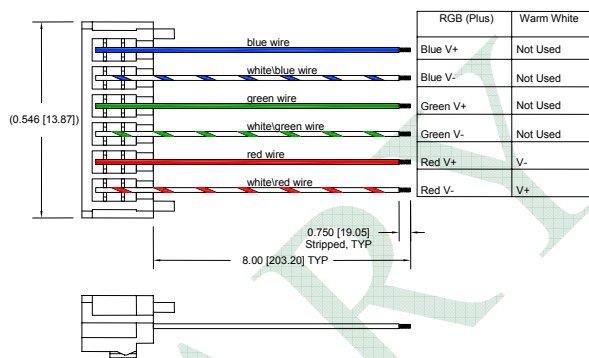 RGB (Plus) Warm White
blue wire Blue V+ Not Used
white\blue wire Blue V- Not Used
green wire Green V+ Not Used
white\green wire Green V- Not Used
red wire Red V+ V-
white\red wire Red V- V+
(0.546 [13.87])
0.750 [19.05]
Stripped, TYP
8.00 [203.20] TYP